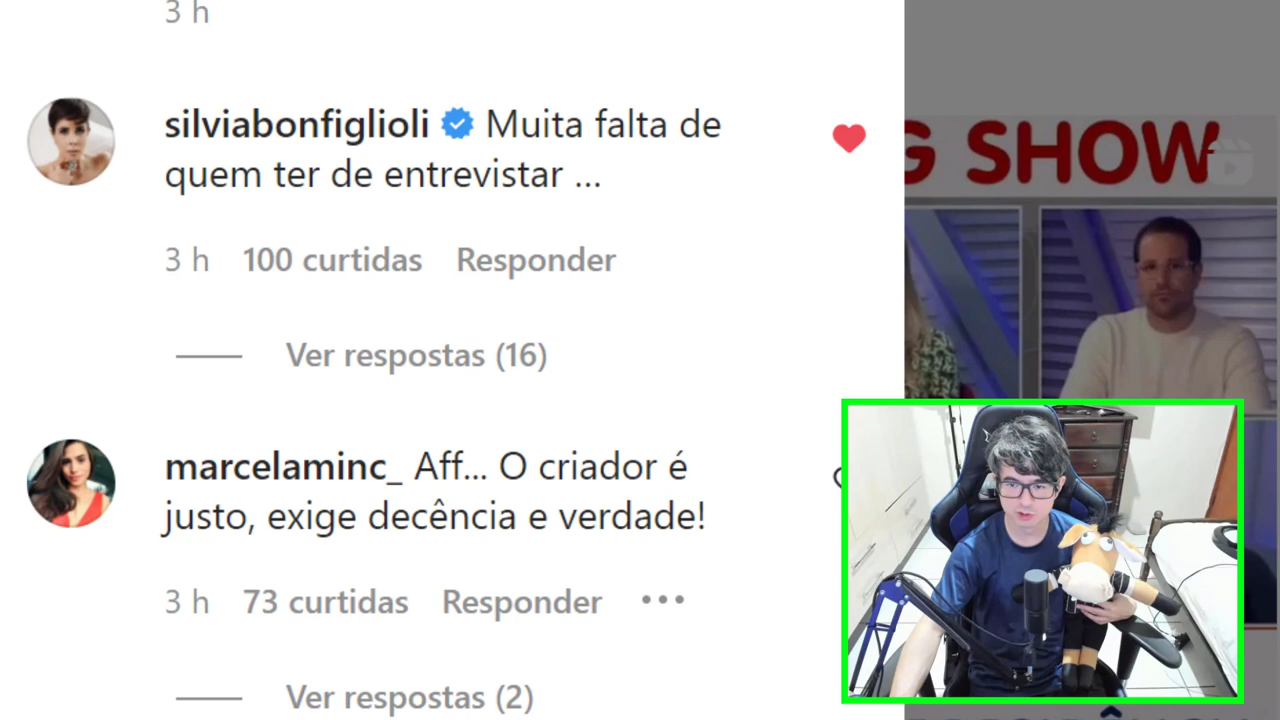 3 h
silviabonfiglioli Muita falta de
quem ter de entrevistar ...
3 h 100 curtidas Responder
Ver respostas (16)
marcelaminc_ Aff... O criador é
justo, exige decência e verdade!
3 h 73 curtidas Responder
Ver respostas (2)
G SHOW